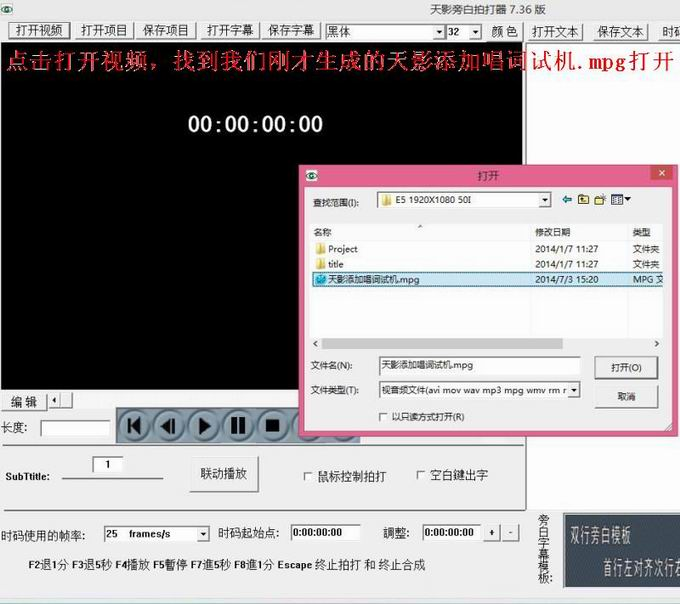 天影旁白拍打器 7.36 版
打开视频 打开项目 保存项目 打开字幕 保存字幕 黑体 32 颜 色 打开文本 保存文本 时码
点击打开视频，找到我们刚才生成的天影添加唱词试机.mpg打开
00:00:00:00
打开
查找范围(I): E5 1920X1080 50I
名称 修改日期 类型
Project 2014/1/7 11:27 文件夹
title 2014/1/7 11:27 文件夹
天影添加唱词试机.mpg 2014/7/3 15:20 MPG 文
文件名(N): 天影添加唱词试机.mpg 打开(O)
文件类型(T): 视音频文件(avi mov wav mp3 mpg wmv rm r 取消
以只读方式打开(R)
编 辑
长度:
SubTtitle: 1 联动播放 鼠标控制拍打 空白鍵出字
时码使用的帧率: 25 frames/s 时码起始点: 0:00:00:00 調整: 0:00:00:00 + -
F2退1分 F3退5秒 F4播放 F5暫停 F7進5秒 F8進1分 Escape 终止拍打 和 终止合成
旁白字幕模板:
双行旁白模板
首行左对齐次行右